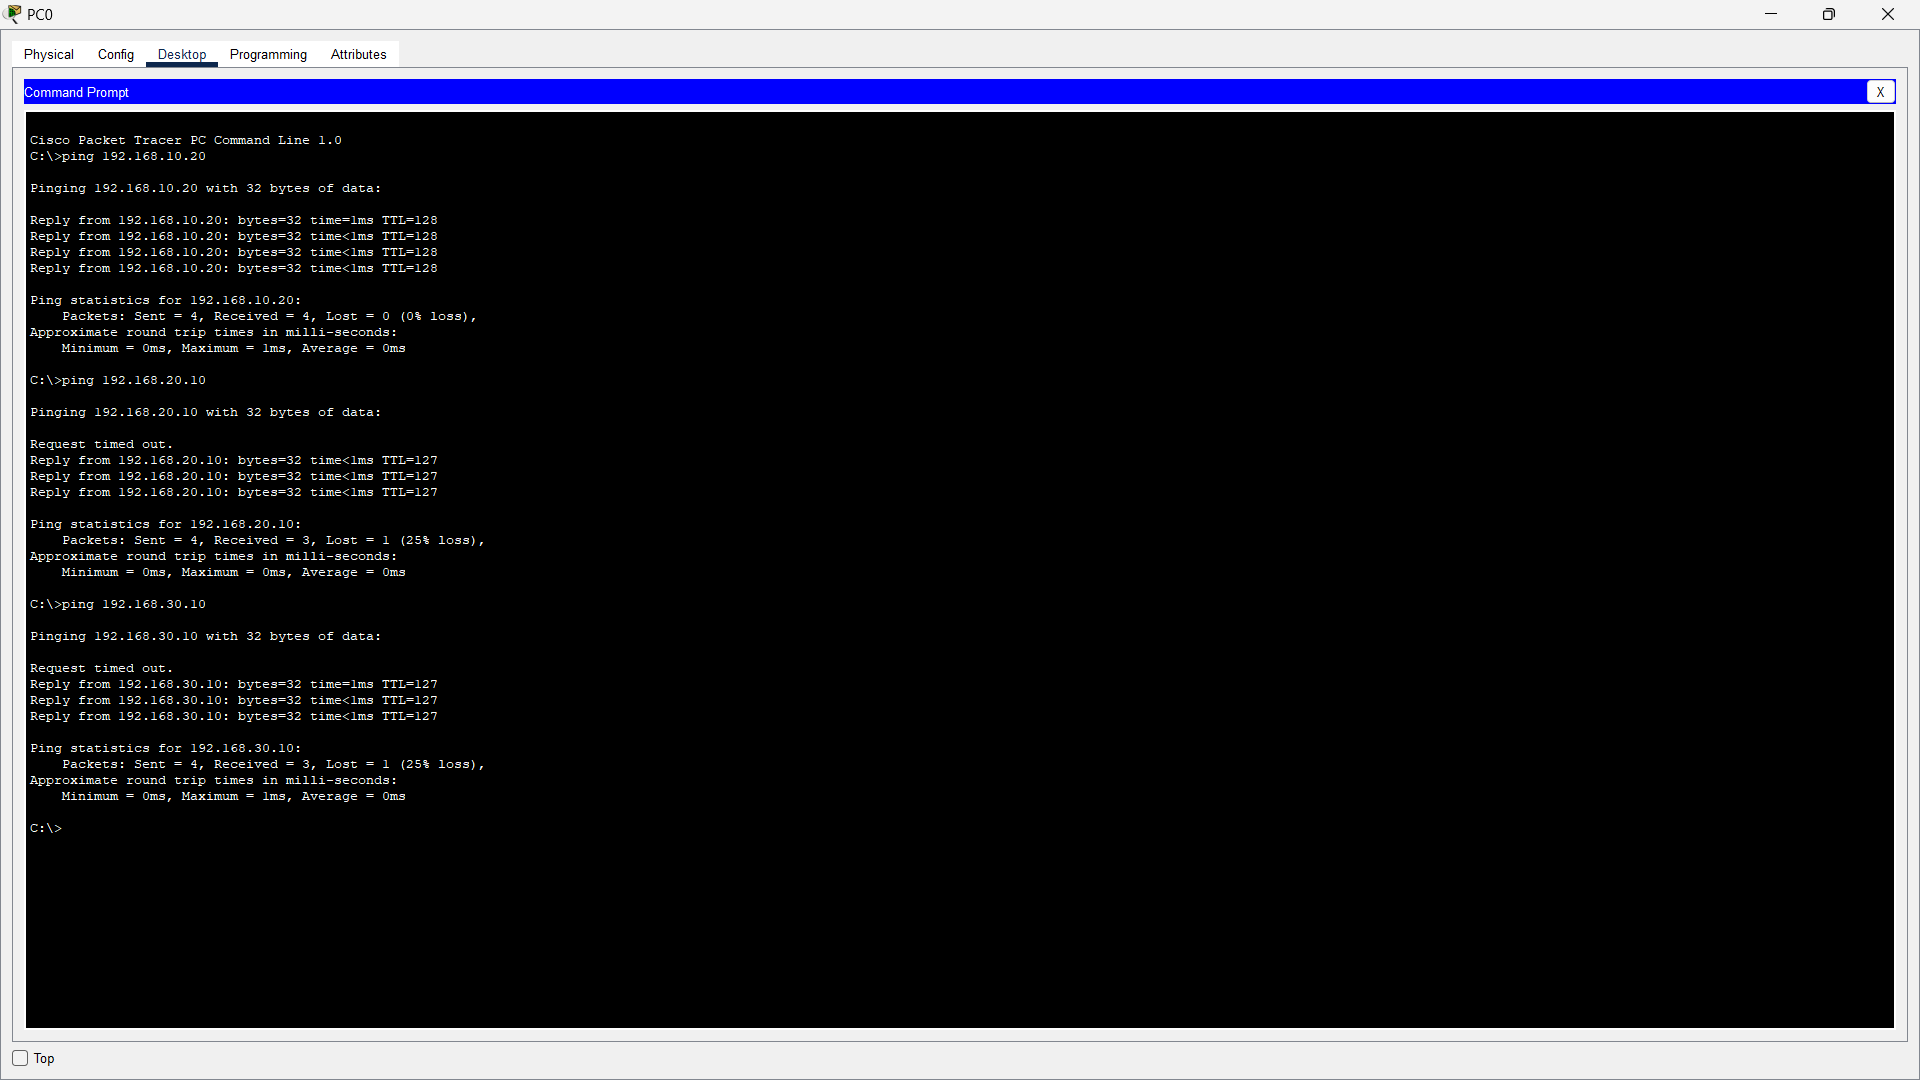 PC0
Physical Config Desktop Programming Attributes
Command Prompt X
Cisco Packet Tracer PC Command Line 1.0
C:\>ping 192.168.10.20
Pinging 192.168.10.20 with 32 bytes of data:
Reply from 192.168.10.20: bytes=32 time=1ms TTL=128
Reply from 192.168.10.20: bytes=32 time<1ms TTL=128
Reply from 192.168.10.20: bytes=32 time<1ms TTL=128
Reply from 192.168.10.20: bytes=32 time<1ms TTL=128
Ping statistics for 192.168.10.20:
Packets: Sent = 4, Received = 4, Lost = 0 (0% loss),
Approximate round trip times in milli-seconds:
Minimum = 0ms, Maximum = 1ms, Average = 0ms
C:\>ping 192.168.20.10
Pinging 192.168.20.10 with 32 bytes of data:
Request timed out.
Reply from 192.168.20.10: bytes=32 time<1ms TTL=127
Reply from 192.168.20.10: bytes=32 time<1ms TTL=127
Reply from 192.168.20.10: bytes=32 time<1ms TTL=127
Ping statistics for 192.168.20.10:
Packets: Sent = 4, Received = 3, Lost = 1 (25% loss),
Approximate round trip times in milli-seconds:
Minimum = 0ms, Maximum = 0ms, Average = 0ms
C:\>ping 192.168.30.10
Pinging 192.168.30.10 with 32 bytes of data:
Request timed out.
Reply from 192.168.30.10: bytes=32 time=1ms TTL=127
Reply from 192.168.30.10: bytes=32 time<1ms TTL=127
Reply from 192.168.30.10: bytes=32 time<1ms TTL=127
Ping statistics for 192.168.30.10:
Packets: Sent = 4, Received = 3, Lost = 1 (25% loss),
Approximate round trip times in milli-seconds:
Minimum = 0ms, Maximum = 1ms, Average = 0ms
C:\>
Top